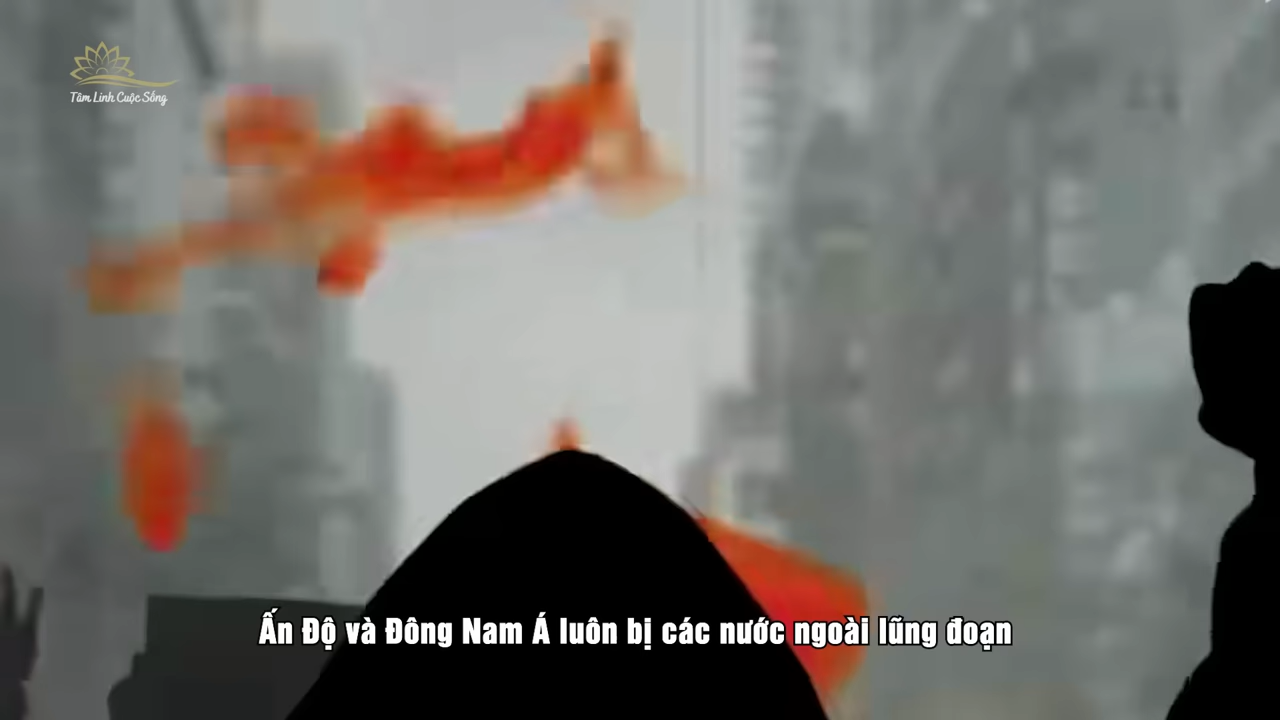 Tâm Linh Cuộc Sống
Ấn Độ và Đông Nam Á luôn bị các nước ngoài lũng đoạn